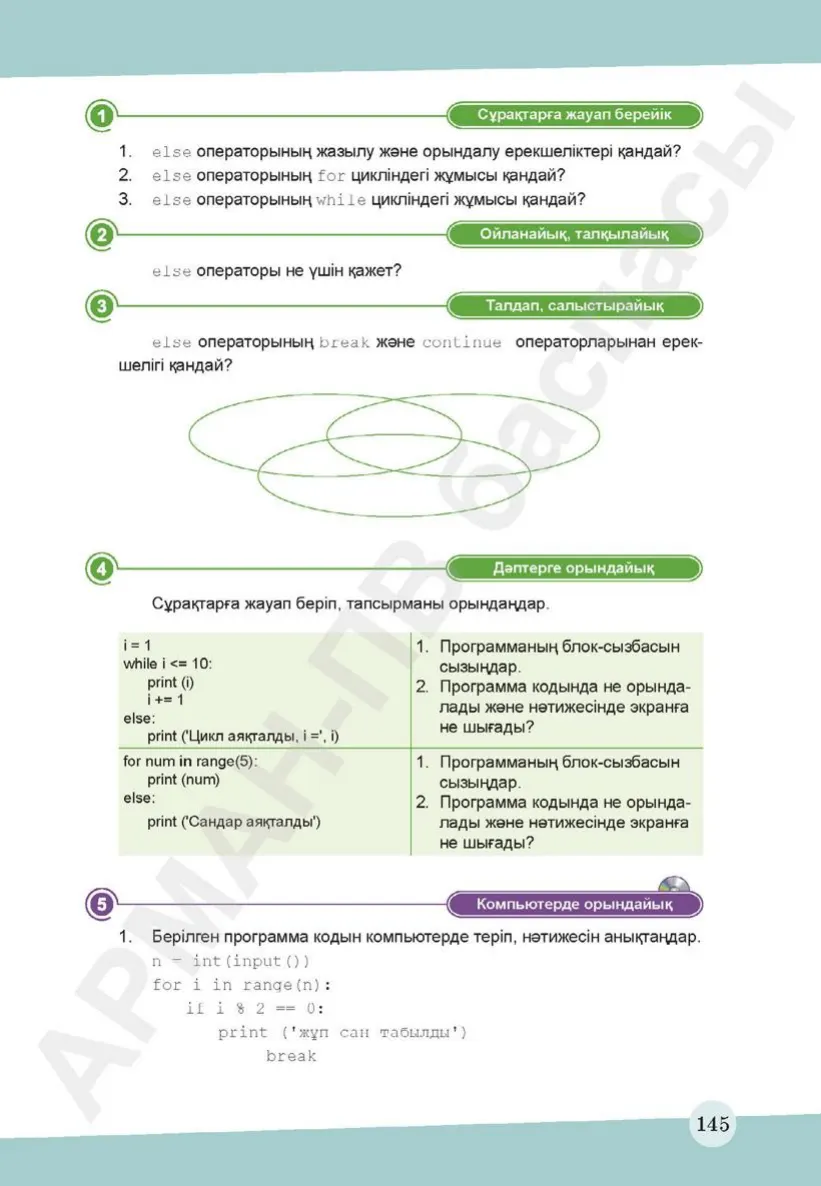 1 Сұрақтарға жауап берейік
1. else операторының жазылу және орындалу ерекшеліктері қандай?
2. else операторының for цикліндегі жұмысы қандай?
3. else операторының while цикліндегі жұмысы қандай?
2 Ойланайық, талқылайық
else операторы не үшін қажет?
3 Талдап, салыстырайық
else операторының break және continue операторларынан ерек-
шелігі қандай?
4 Дәптерге орындайық
Сұрақтарға жауап беріп, тапсырманы орындаңдар.
i = 1
while i <= 10:
print (i)
i += 1
else:
print ('Цикл аяқталды, i =', i)
1. Программаның блок-сызбасын
сызыңдар.
2. Программа кодында не орында-
лады және нәтижесінде экранға
не шығады?
for num in range(5):
print (num)
else:
print ('Сандар аяқталды')
1. Программаның блок-сызбасын
сызыңдар.
2. Программа кодында не орында-
лады және нәтижесінде экранға
не шығады?
5 Компьютерде орындайық
1. Берілген программа кодын компьютерде теріп, нәтижесін анықтаңдар.
n = int(input())
for i in range(n):
if i % 2 == 0:
print ('жұп сан табылды')
break
145
АРМАН-ПВ баспасы